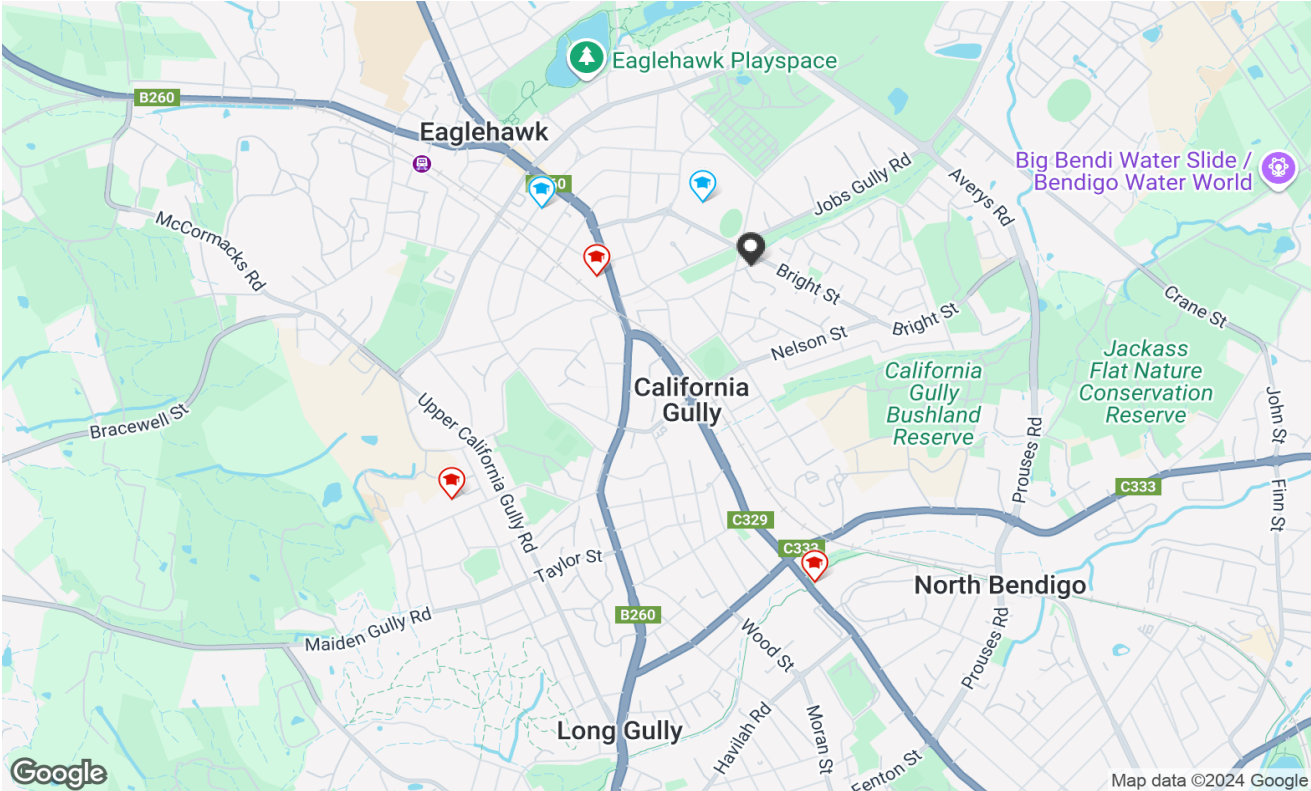 Eaglehawk Playspace
B260
Eaglehawk
Big Bendi Water Slide /
Bendigo Water World
Jobs Gully Rd
Averys Rd
McCormacks Rd
Bright St
Crane St
Bright St
Nelson St
California
Gully
California
Gully
Bushland
Reserve
Jackass
Flat Nature
Conservation
Reserve
Bracewell St
Upper California Gully Rd
John St
Prouses Rd
C333
Finn St
C329
Taylor St
North Bendigo
B260
Maiden Gully Rd
Wood St
Prouses Rd
Long Gully
Havilah Rd
Moran St
Fenton St
Google
Map data ©2024 Google